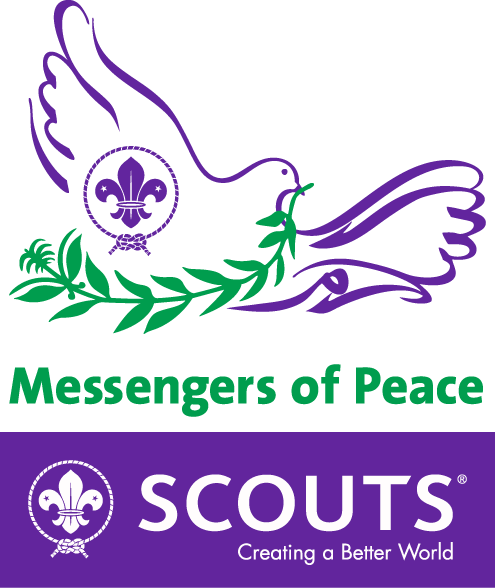 Messengers of Peace
SCOUTS®
Creating a Better World